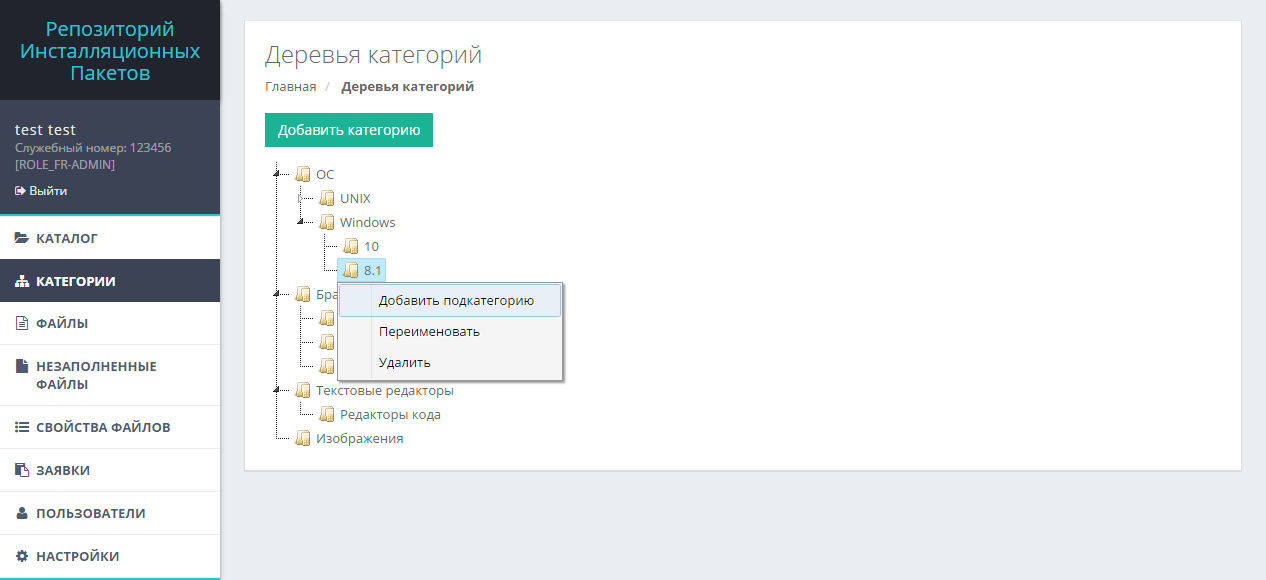 Репозиторий
Инсталляционных
Пакетов
test test
Служебный номер: 123456
[ROLE_FR-ADMIN]
Выйти
КАТАЛОГ
КАТЕГОРИИ
ФАЙЛЫ
НЕЗАПОЛНЕННЫЕ
ФАЙЛЫ
СВОЙСТВА ФАЙЛОВ
ЗАЯВКИ
ПОЛЬЗОВАТЕЛИ
НАСТРОЙКИ
Деревья категорий
Главная / Деревья категорий
Добавить категорию
ОС
UNIX
Windows
10
8.1
Бра
Добавить подкатегорию
Переименовать
Удалить
Текстовые редакторы
Редакторы кода
Изображения